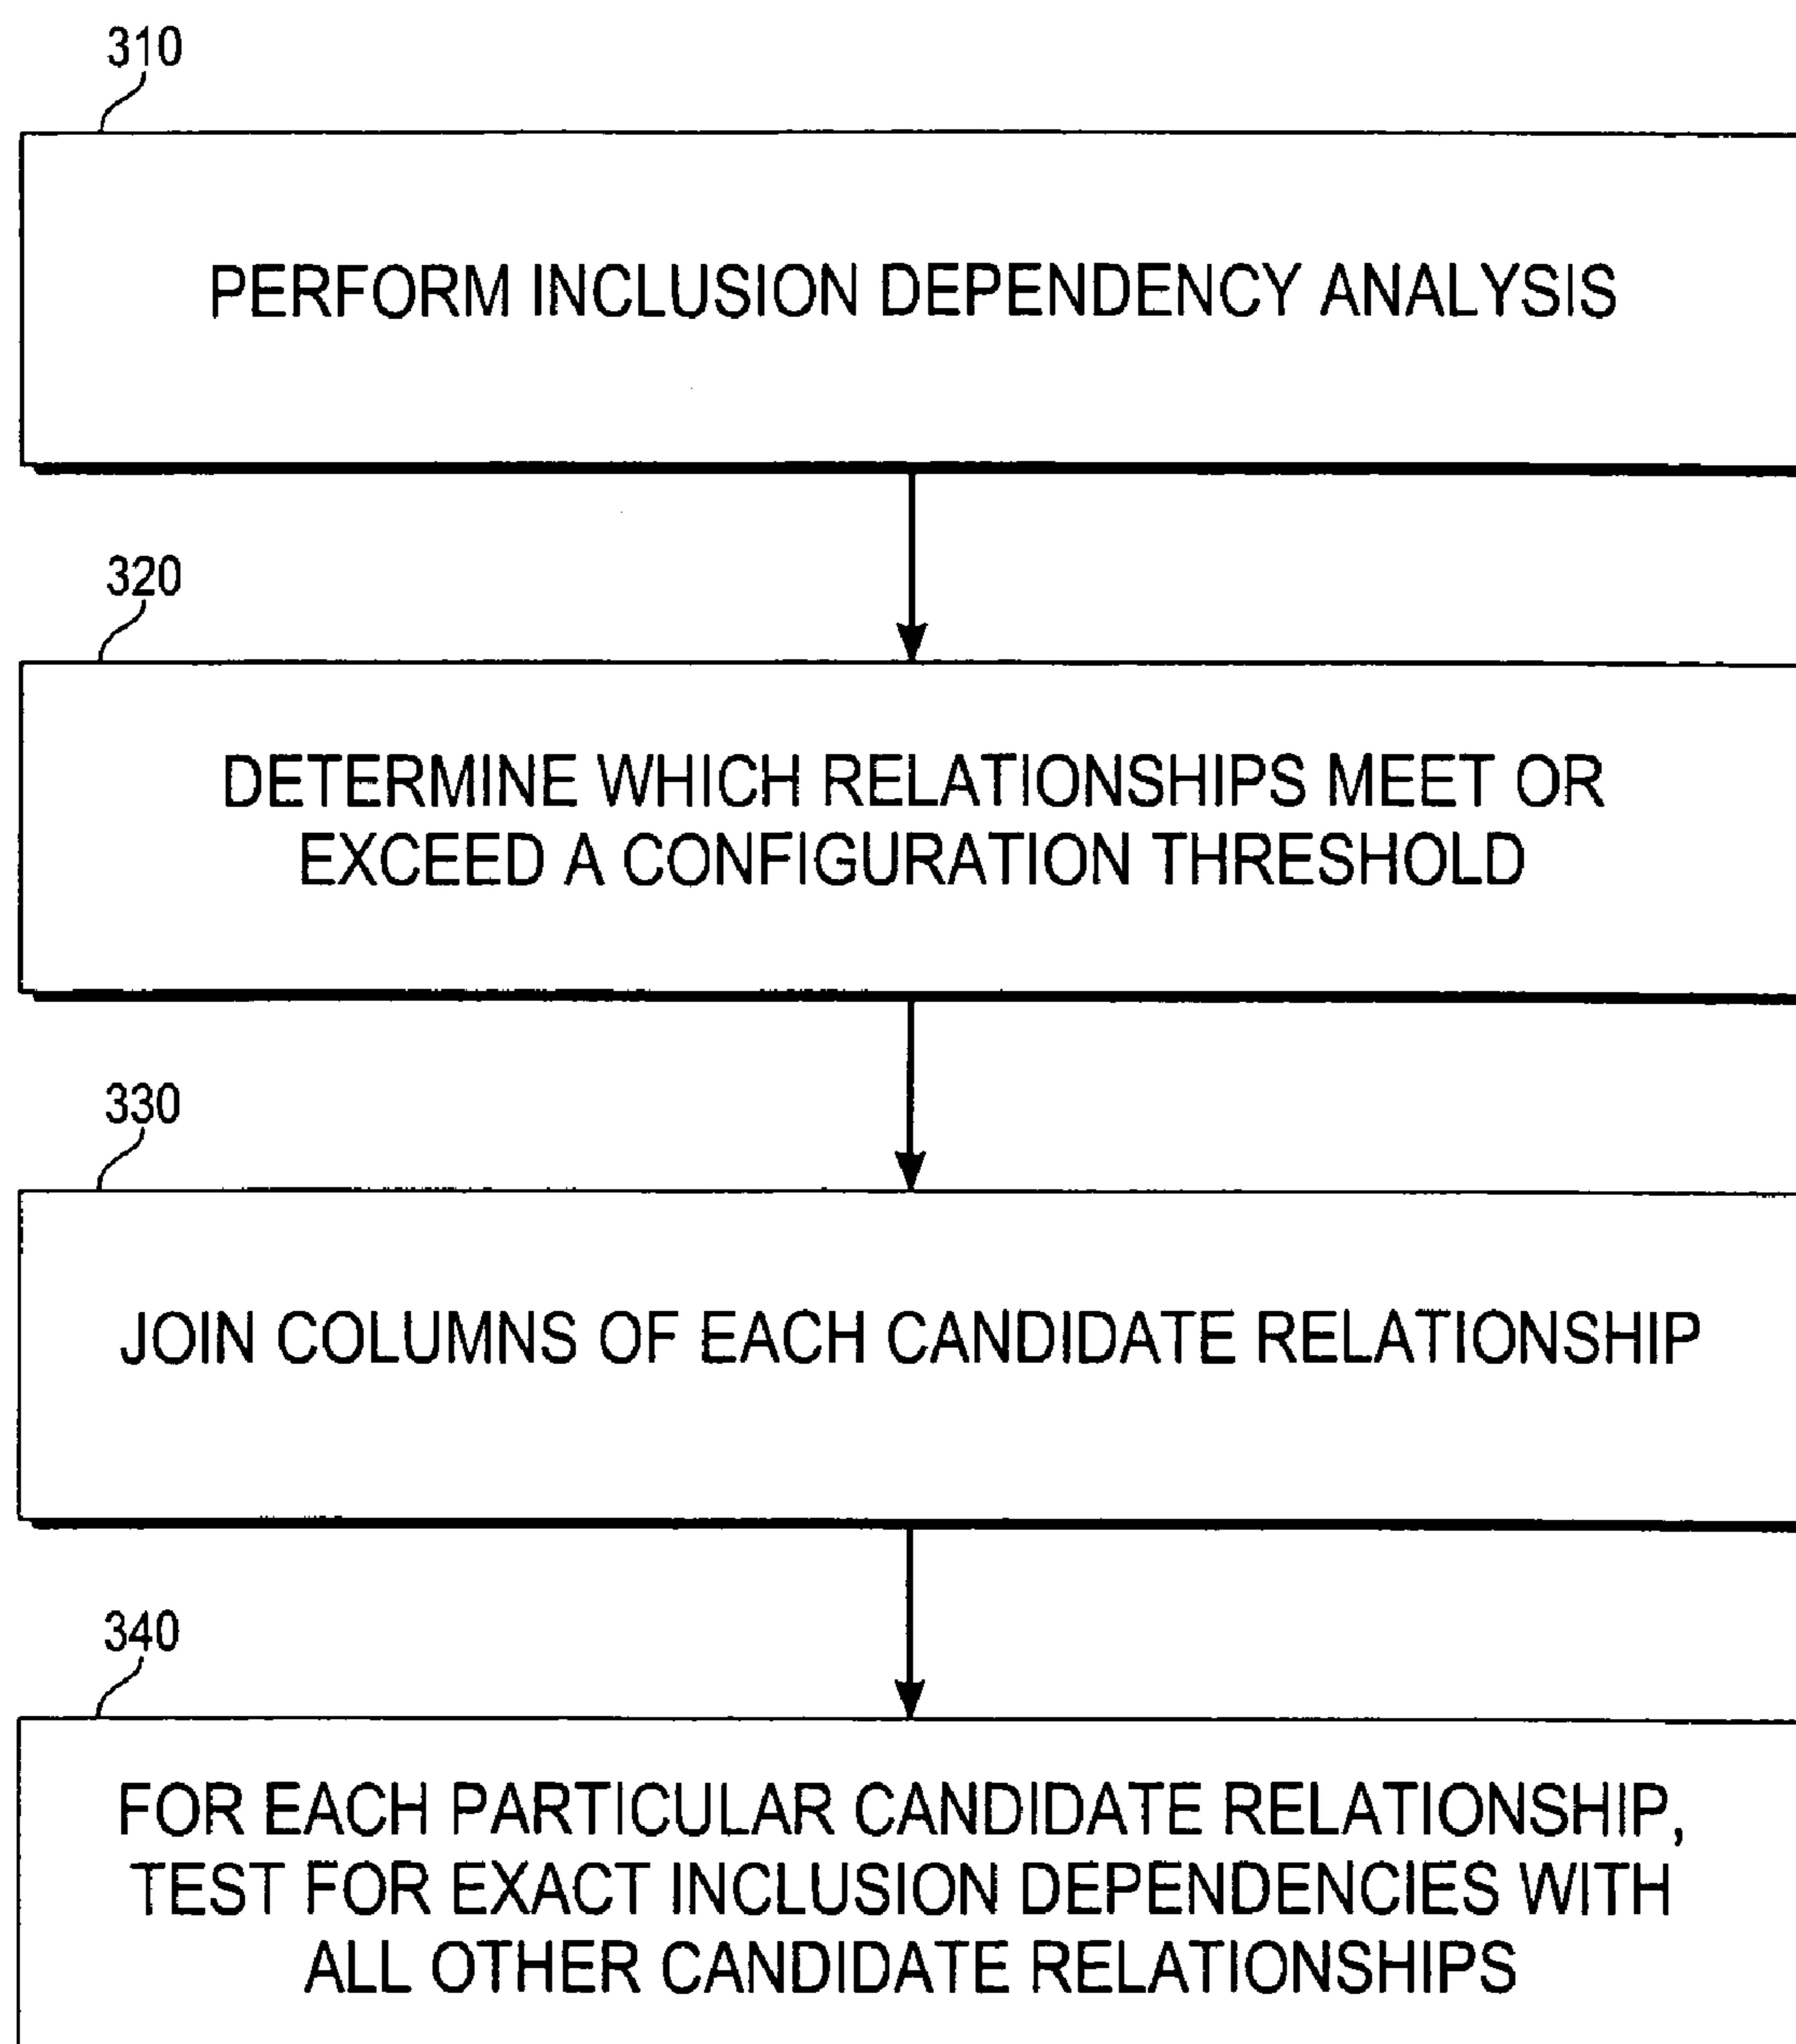 310
PERFORM INCLUSION DEPENDENCY ANALYSIS
320
DETERMINE WHICH RELATIONSHIPS MEET OR
EXCEED A CONFIGURATION THRESHOLD
330
JOIN COLUMNS OF EACH CANDIDATE RELATIONSHIP
340
FOR EACH PARTICULAR CANDIDATE RELATIONSHIP,
TEST FOR EXACT INCLUSION DEPENDENCIES WITH
ALL OTHER CANDIDATE RELATIONSHIPS